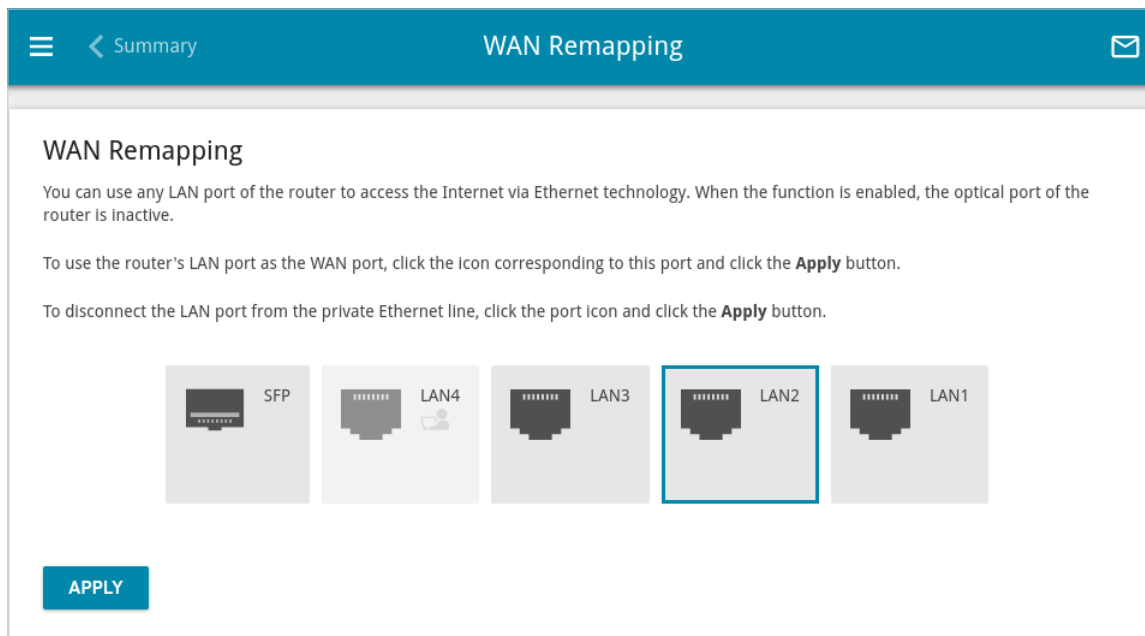 Summary
WAN Remapping
WAN Remapping
You can use any LAN port of the router to access the Internet via Ethernet technology. When the function is enabled, the optical port of the
router is inactive.
To use the router's LAN port as the WAN port, click the icon corresponding to this port and click the Apply button.
To disconnect the LAN port from the private Ethernet line, click the port icon and click the Apply button.
SFP
LAN4
LAN3
LAN2
LAN1
APPLY